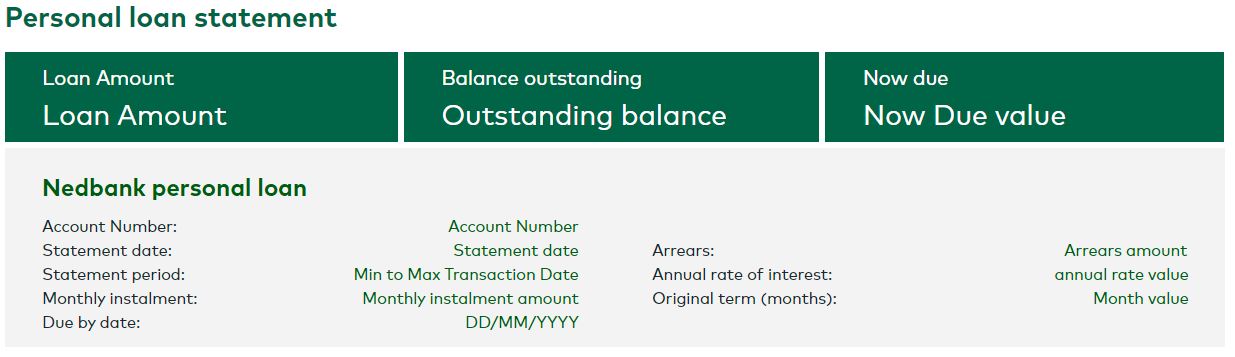 Personal loan statement
Loan Amount
Loan Amount
Balance outstanding
Outstanding balance
Now due
Now Due value
Nedbank personal loan
Account Number: Account Number
Statement date: Statement date
Statement period: Min to Max Transaction Date
Monthly instalment: Monthly instalment amount
Due by date: DD/MM/YYYY
Arrears: Arrears amount
Annual rate of interest: annual rate value
Original term (months): Month value